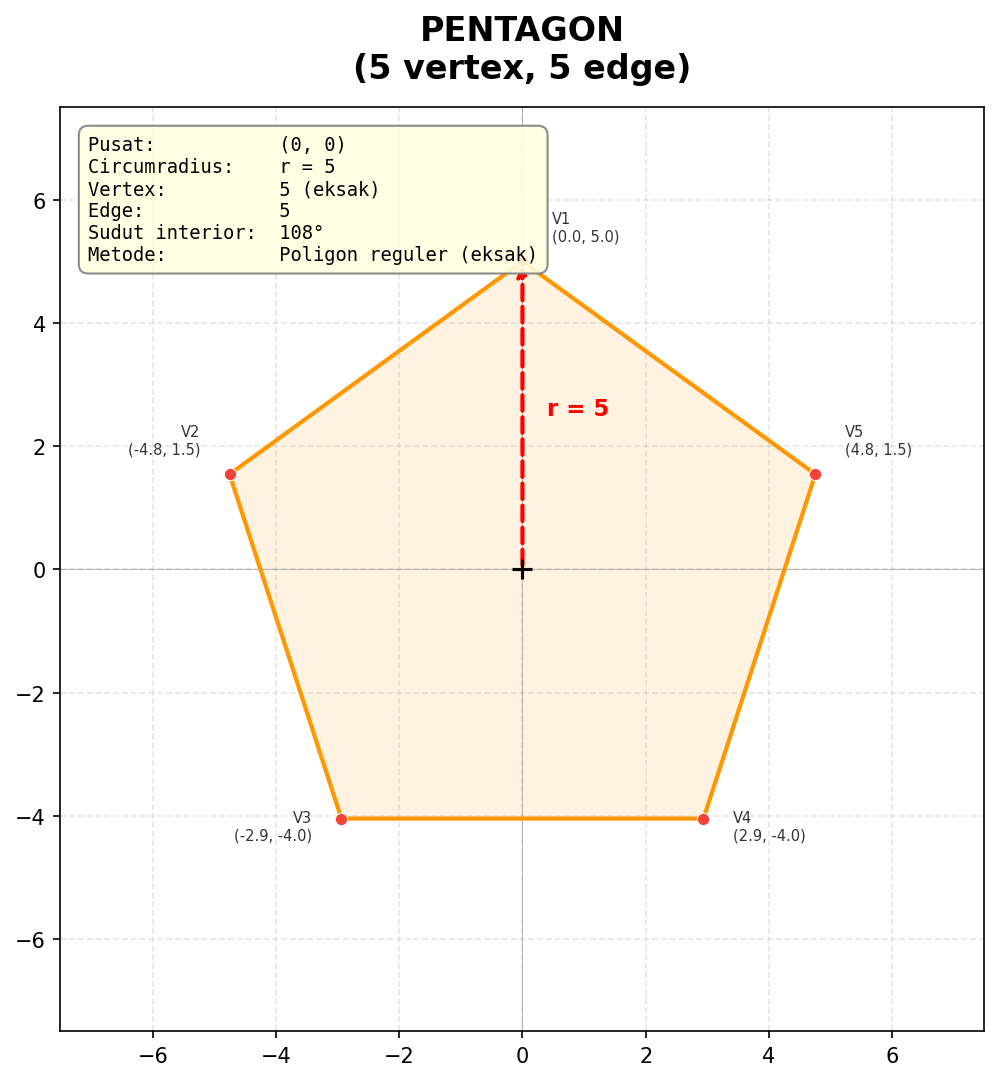 PENTAGON
(5 vertex, 5 edge)
Pusat: (0, 0)
Circumradius: r = 5
Vertex: 5 (eksak)
Edge: 5
Sudut interior: 108°
Metode: Poligon reguler (eksak)
V1
(0.0, 5.0)
r = 5
V2
(-4.8, 1.5)
V5
(4.8, 1.5)
V3
(-2.9, -4.0)
V4
(2.9, -4.0)
6
4
2
0
−2
−4
−6
−6 −4 −2 0 2 4 6